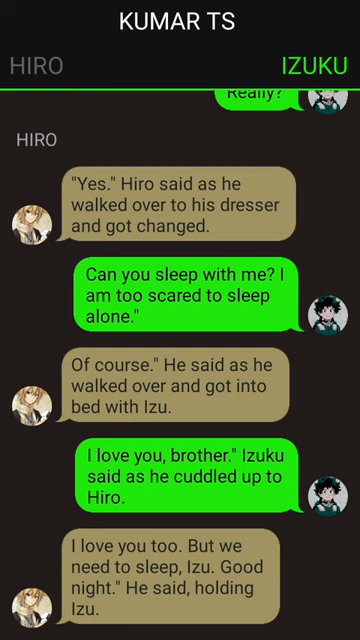 KUMAR TS
HIRO
IZUKU
Really?
HIRO
"Yes." Hiro said as he
walked over to his dresser
and got changed.
Can you sleep with me? I
am too scared to sleep
alone."
Of course." He said as he
walked over and got into
bed with Izu.
I love you, brother." Izuku
said as he cuddled up to
Hiro.
I love you too. But we
need to sleep, Izu. Good
night." He said, holding
Izu.